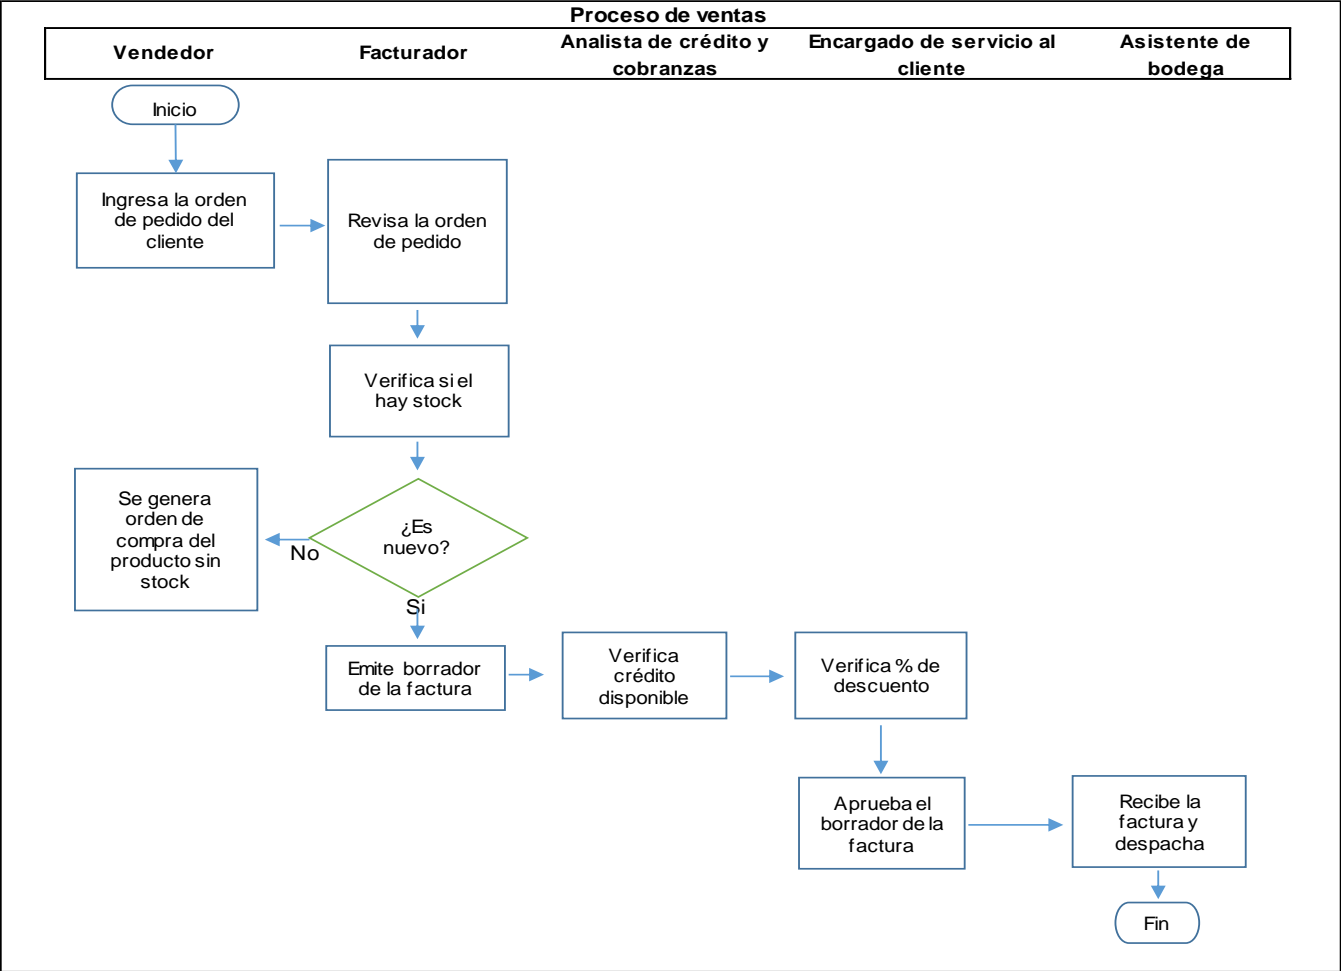 Proceso de ventas
Vendedor
Facturador
Analista de crédito y
cobranzas
Encargado de servicio al
cliente
Asistente de
bodega
Inicio
Ingresa la orden
de pedido del
cliente
Revisa la orden
de pedido
Verifica si el
hay stock
¿Es
nuevo?
No
Se genera
orden de
compra del
producto sin
stock
Si
Emite borrador
de la factura
Verifica
crédito
disponible
Verifica % de
descuento
Aprueba el
borrador de la
factura
Recibe la
factura y
despacha
Fin